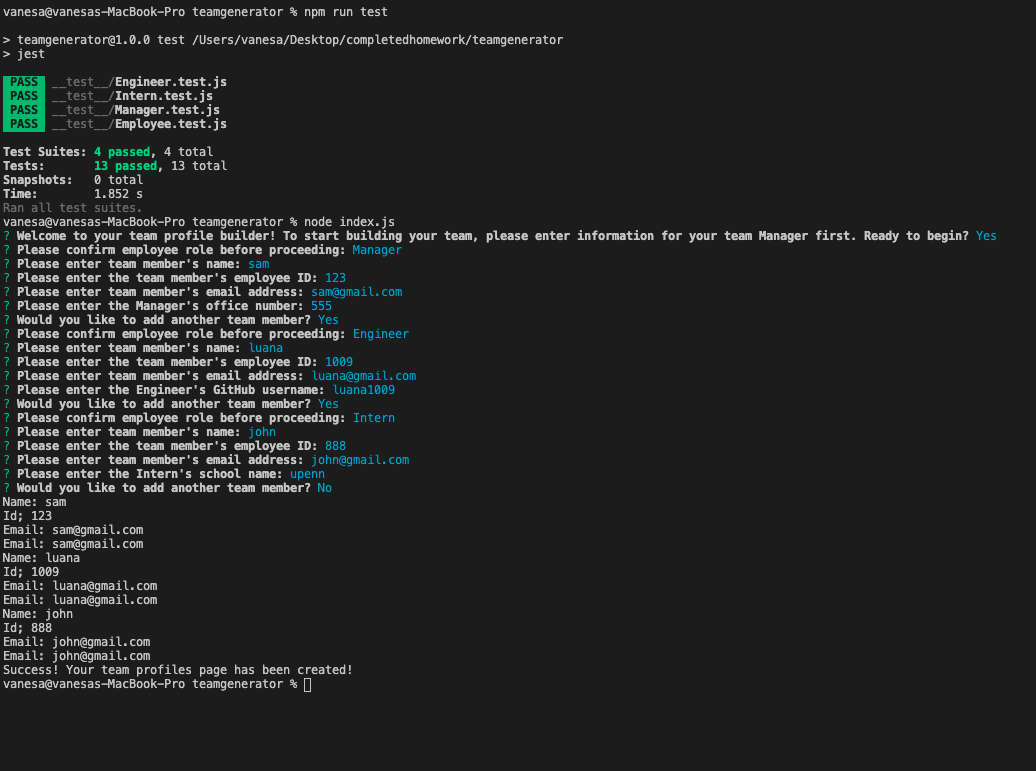 vanesa@vanesas-MacBook-Pro teamgenerator % npm run test
> teamgenerator@1.0.0 test /Users/vanesa/Desktop/completedhomework/teamgenerator
> jest
PASS __test__/Engineer.test.js
PASS __test__/Intern.test.js
PASS __test__/Manager.test.js
PASS __test__/Employee.test.js
Test Suites: 4 passed, 4 total
Tests: 13 passed, 13 total
Snapshots: 0 total
Time: 1.852 s
Ran all test suites.
vanesa@vanesas-MacBook-Pro teamgenerator % node index.js
? Welcome to your team profile builder! To start building your team, please enter information for your team Manager first. Ready to begin? Yes
? Please confirm employee role before proceeding: Manager
? Please enter team member's name: sam
? Please enter the team member's employee ID: 123
? Please enter team member's email address: sam@gmail.com
? Please enter the Manager's office number: 555
? Would you like to add another team member? Yes
? Please confirm employee role before proceeding: Engineer
? Please enter team member's name: luana
? Please enter the team member's employee ID: 1009
? Please enter team member's email address: luana@gmail.com
? Please enter the Engineer's GitHub username: luana1009
? Would you like to add another team member? Yes
? Please confirm employee role before proceeding: Intern
? Please enter team member's name: john
? Please enter the team member's employee ID: 888
? Please enter team member's email address: john@gmail.com
? Please enter the Intern's school name: upenn
? Would you like to add another team member? No
Name: sam
Id; 123
Email: sam@gmail.com
Email: sam@gmail.com
Name: luana
Id; 1009
Email: luana@gmail.com
Email: luana@gmail.com
Name: john
Id; 888
Email: john@gmail.com
Email: john@gmail.com
Success! Your team profiles page has been created!
vanesa@vanesas-MacBook-Pro teamgenerator %